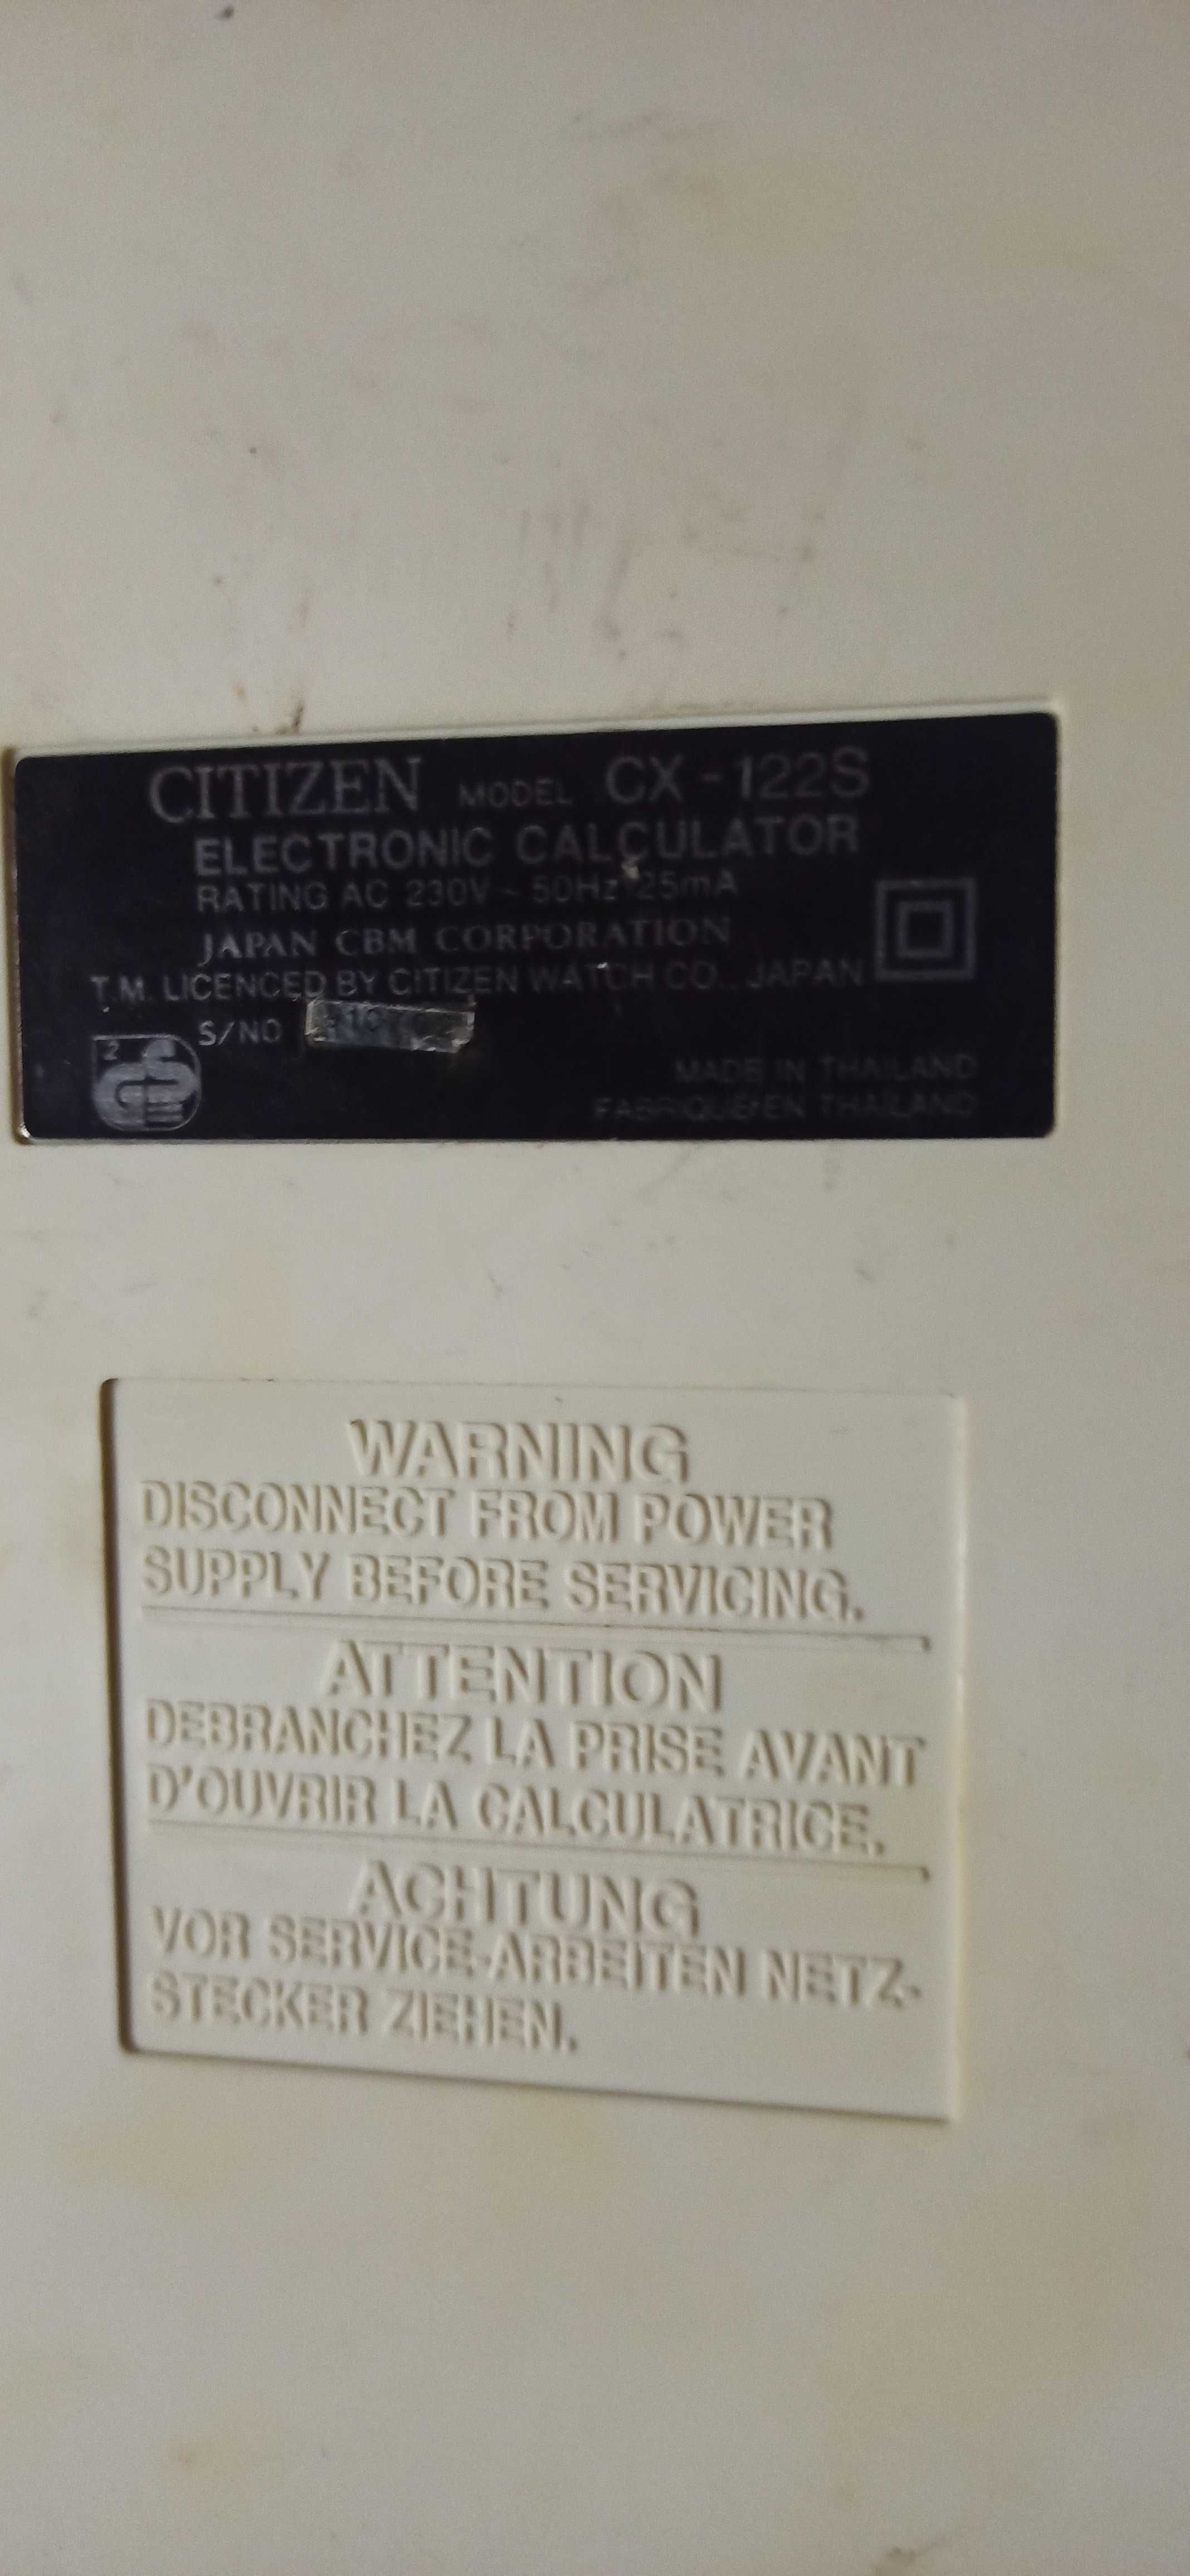 CITIZEN MODEL CX-122S
ELECTRONIC CALCULATOR
RATING AC 230V ~ 50Hz 25mA
JAPAN CBM CORPORATION
T.M. LICENCED BY CITIZEN WATCH CO., JAPAN
S/NO
2 GS
MADE IN THAILAND
FABRIQUE EN THAILAND
WARNING
DISCONNECT FROM POWER
SUPPLY BEFORE SERVICING.
ATTENTION
DEBRANCHEZ LA PRISE AVANT
D'OUVRIR LA CALCULATRICE.
ACHTUNG
VOR SERVICE-ARBEITEN NETZ-
STECKER ZIEHEN.